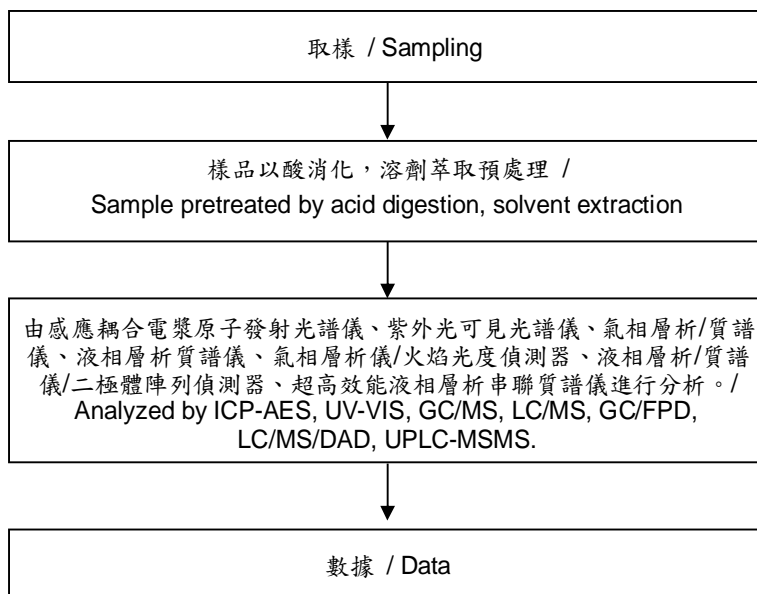 取樣 / Sampling
樣品以酸消化，溶劑萃取預處理 /
Sample pretreated by acid digestion, solvent extraction
由感應耦合電漿原子發射光譜儀、紫外光可見光譜儀、氣相層析/質譜
儀、液相層析質譜儀、氣相層析儀/火焰光度偵測器、液相層析/質譜
儀/二極體陣列偵測器、超高效能液相層析串聯質譜儀進行分析。/
Analyzed by ICP-AES, UV-VIS, GC/MS, LC/MS, GC/FPD,
LC/MS/DAD, UPLC-MSMS.
數據 / Data